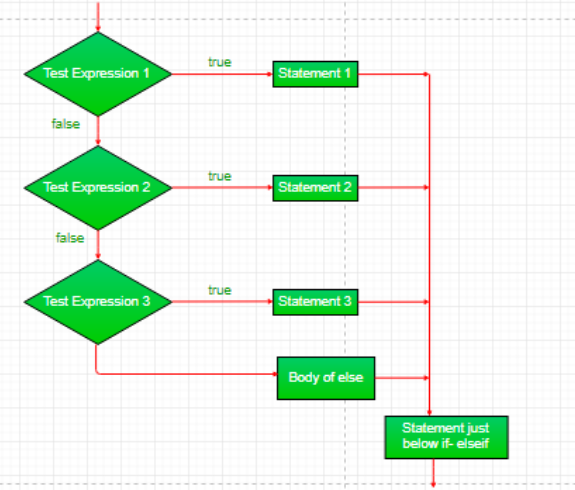 Test Expression 1
true
Statement 1
false
Test Expression 2
true
Statement 2
false
Test Expression 3
true
Statement 3
Body of else
Statement just
below if- elseif